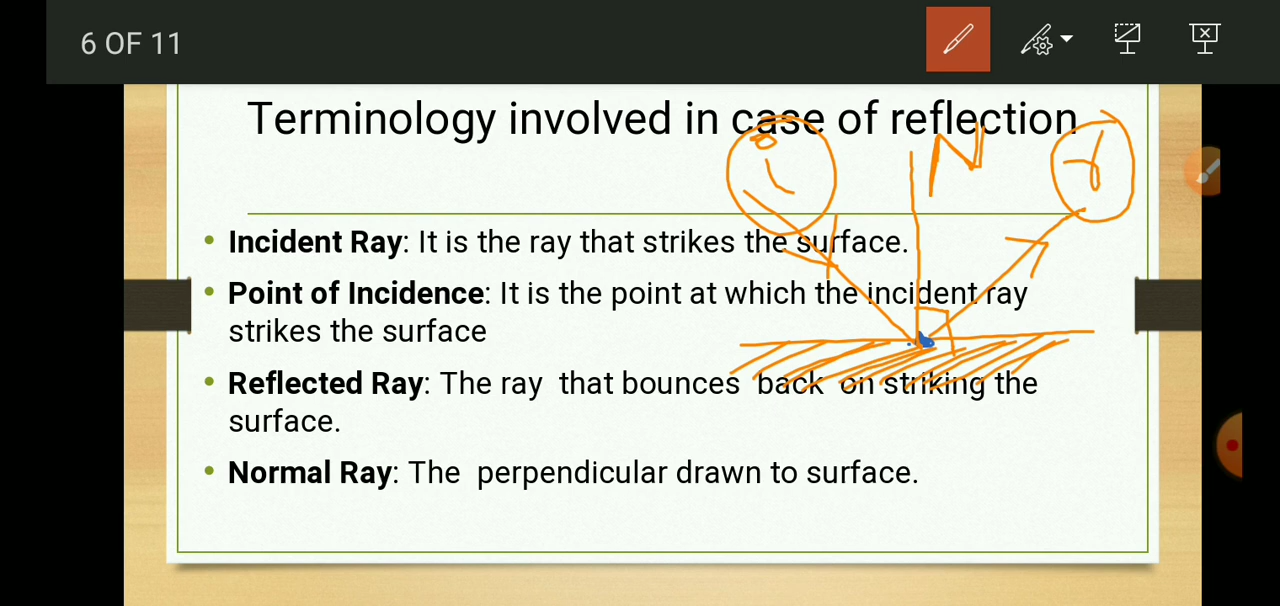 6 OF 11
Terminology involved in case of reflection
i
N
r
• Incident Ray: It is the ray that strikes the surface.
• Point of Incidence: It is the point at which the incident ray
strikes the surface
• Reflected Ray: The ray that bounces back on striking the
surface.
• Normal Ray: The perpendicular drawn to surface.